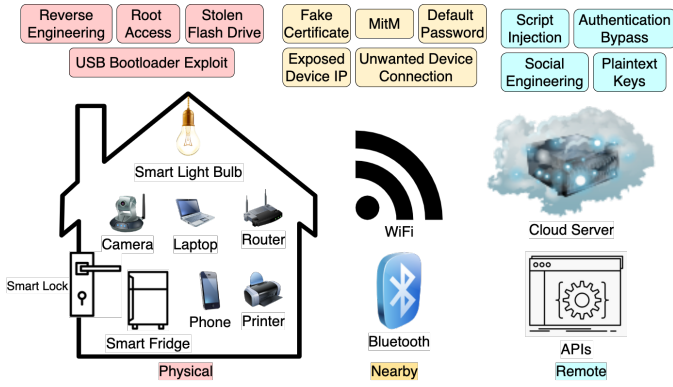 Reverse
Engineering
Root
Access
Stolen
Flash Drive
USB Bootloader Exploit
Fake
Certificate
MitM
Default
Password
Exposed
Device IP
Unwanted Device
Connection
Script
Injection
Authentication
Bypass
Social
Engineering
Plaintext
Keys
Smart Light Bulb
Camera
Laptop
Router
Smart Lock
Smart Fridge
Phone
Printer
Physical
WiFi
Bluetooth
Nearby
Cloud Server
APIs
Remote